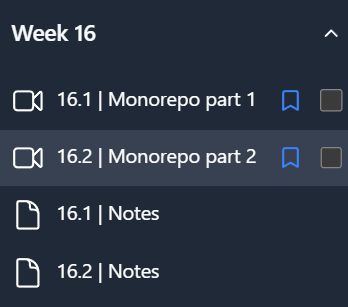 Week 16
16.1 | Monorepo part 1
16.2 | Monorepo part 2
16.1 | Notes
16.2 | Notes